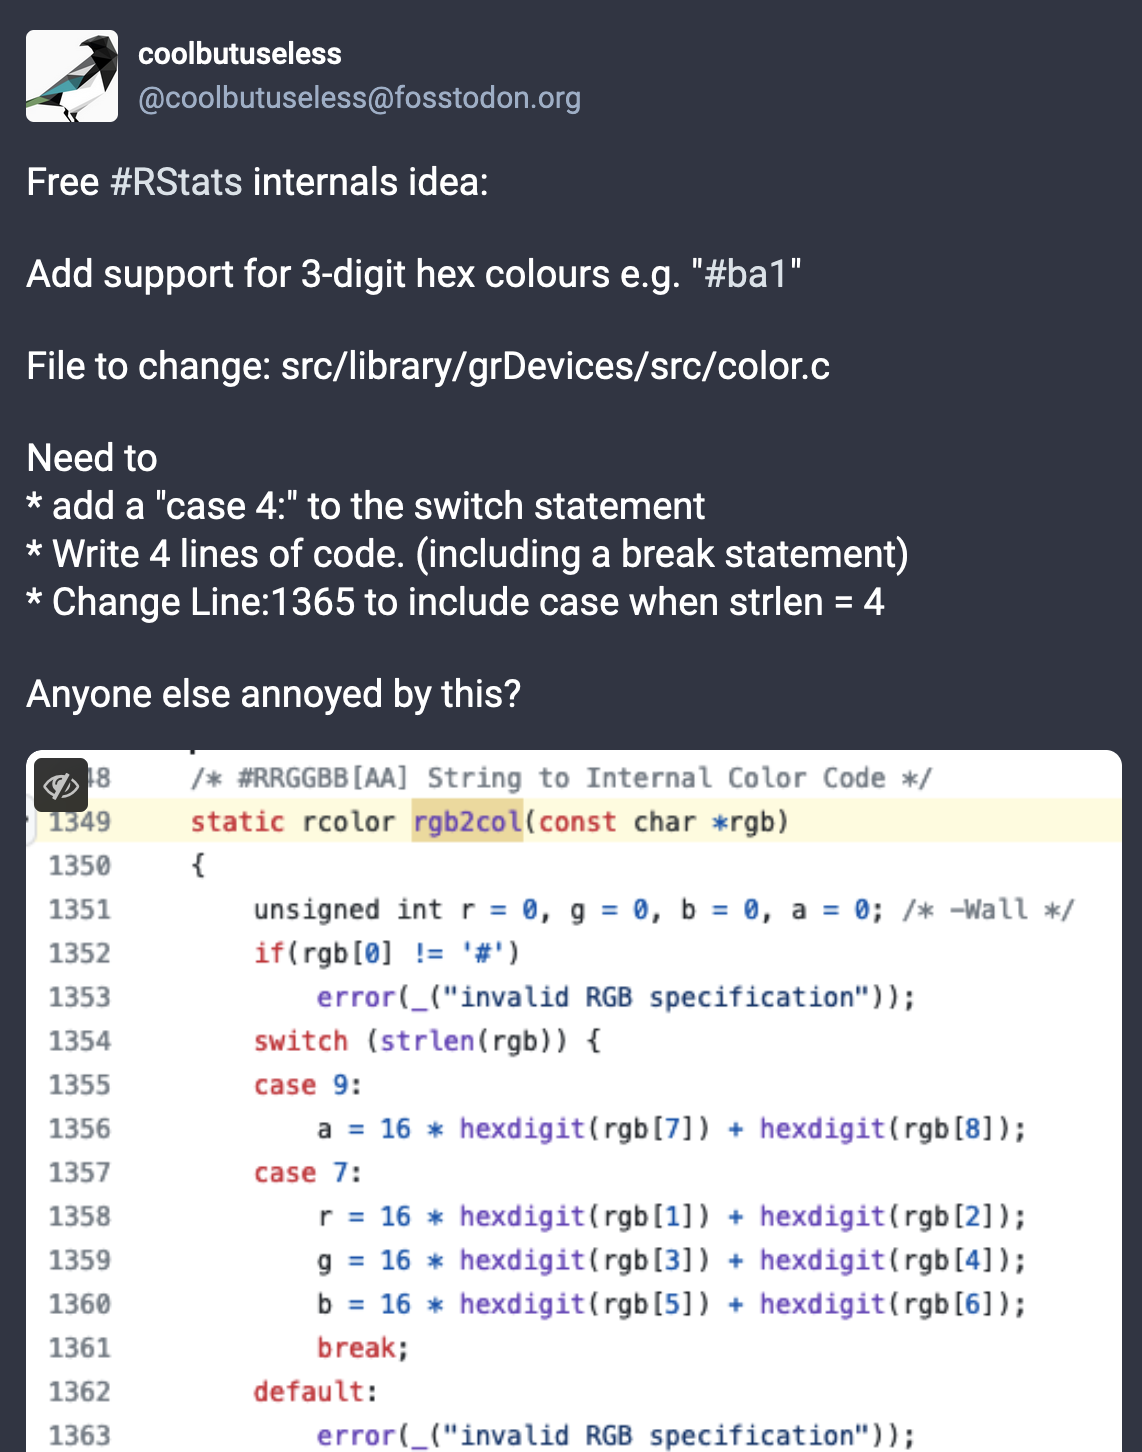 coolbutuseless
@coolbutuseless@fosstodon.org
Free #RStats internals idea:
Add support for 3-digit hex colours e.g. "#ba1"
File to change: src/library/grDevices/src/color.c
Need to
* add a "case 4:" to the switch statement
* Write 4 lines of code. (including a break statement)
* Change Line:1365 to include case when strlen = 4
Anyone else annoyed by this?
48 /* #RRGGBB[AA] String to Internal Color Code */
1349 static rcolor rgb2col(const char *rgb)
1350 {
1351 unsigned int r = 0, g = 0, b = 0, a = 0; /* -Wall */
1352 if(rgb[0] != '#')
1353 error(_("invalid RGB specification"));
1354 switch (strlen(rgb)) {
1355 case 9:
1356 a = 16 * hexdigit(rgb[7]) + hexdigit(rgb[8]);
1357 case 7:
1358 r = 16 * hexdigit(rgb[1]) + hexdigit(rgb[2]);
1359 g = 16 * hexdigit(rgb[3]) + hexdigit(rgb[4]);
1360 b = 16 * hexdigit(rgb[5]) + hexdigit(rgb[6]);
1361 break;
1362 default:
1363 error(_("invalid RGB specification"));